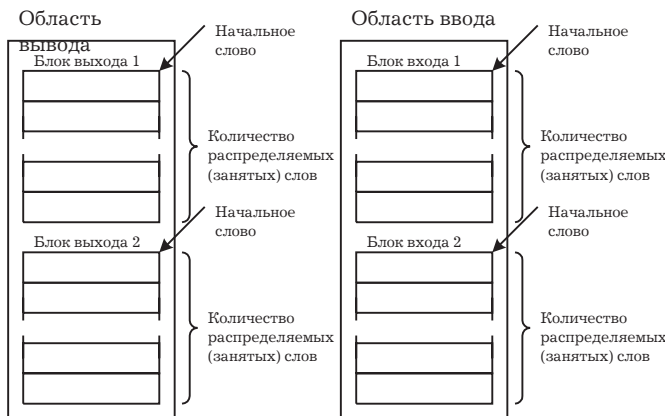 Область
вывода
Начальное
слово
Блок выхода 1
Количество
распределяемых
(занятых) слов
Начальное
слово
Блок выхода 2
Количество
распределяемых
(занятых) слов
Область ввода
Начальное
слово
Блок входа 1
Количество
распределяемых
(занятых) слов
Начальное
слово
Блок входа 2
Количество
распределяемых
(занятых) слов